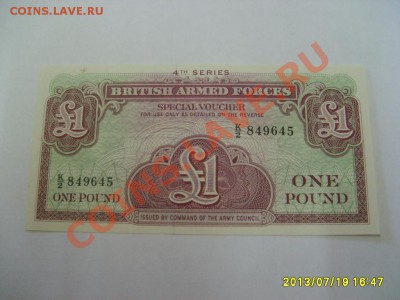 COINS.LAVE.RU
4TH SERIES
BRITISH ARMED FORCES
SPECIAL VOUCHER
FOR USE ONLY AS DETAILED ON THE REVERSE
£1
£1
K/2 849645
£1
K/2 849645
ONE POUND
ONE POUND
ISSUED BY COMMAND OF THE ARMY COUNCIL
COINS.LAVE.RU
2013/07/19 16:47